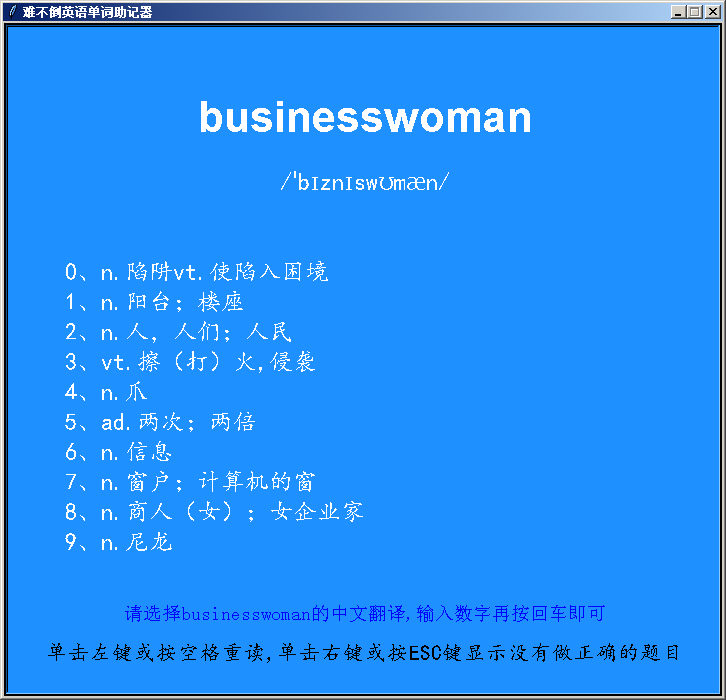 难不倒英语单词助记器
businesswoman
/ˈbɪznɪswʊmæn/
0、n.陷阱vt.使陷入困境
1、n.阳台；楼座
2、n.人，人们；人民
3、vt.擦（打）火,侵袭
4、n.爪
5、ad.两次；两倍
6、n.信息
7、n.窗户；计算机的窗
8、n.商人（女）；女企业家
9、n.尼龙
请选择businesswoman的中文翻译,输入数字再按回车即可
单击左键或按空格重读,单击右键或按ESC键显示没有做正确的题目